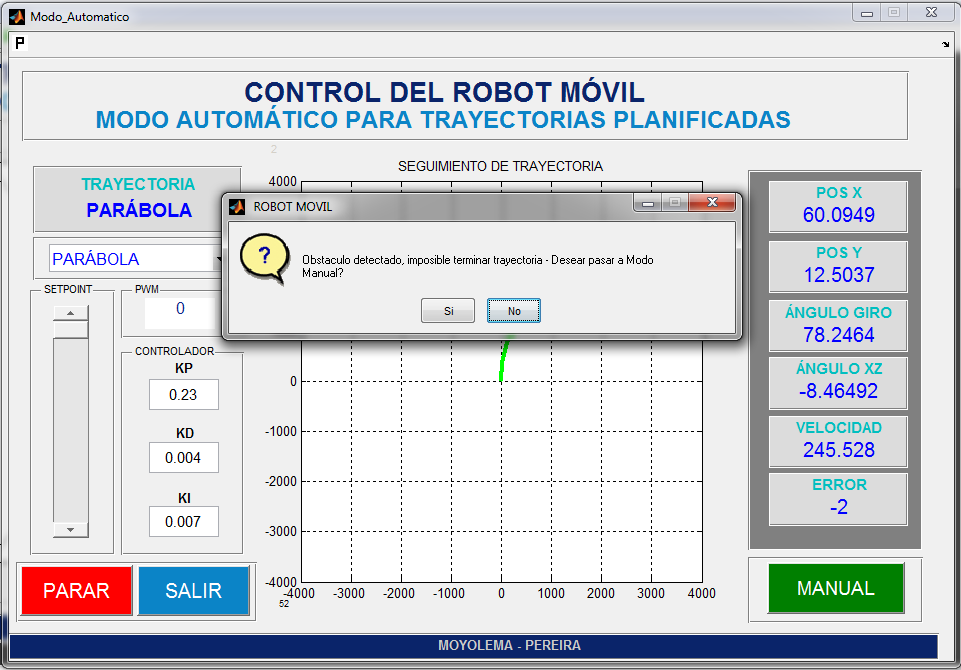 Modo_Automatico
P
CONTROL DEL ROBOT MÓVIL
MODO AUTOMÁTICO PARA TRAYECTORIAS PLANIFICADAS
2
TRAYECTORIA
PARÁBOLA
PARÁBOLA
SETPOINT
PWM
0
CONTROLADOR
KP
0.23
KD
0.004
KI
0.007
PARAR
SALIR
SEGUIMIENTO DE TRAYECTORIA
4000
ROBOT MOVIL
?
Obstaculo detectado, imposible terminar trayectoria - Desear pasar a Modo
Manual?
Si
No
0
-1000
-2000
-3000
-4000
-4000 -3000 -2000 -1000 0 1000 2000 3000 4000
52
POS X
60.0949
POS Y
12.5037
ÁNGULO GIRO
78.2464
ÁNGULO XZ
-8.46492
VELOCIDAD
245.528
ERROR
-2
MANUAL
MOYOLEMA - PEREIRA